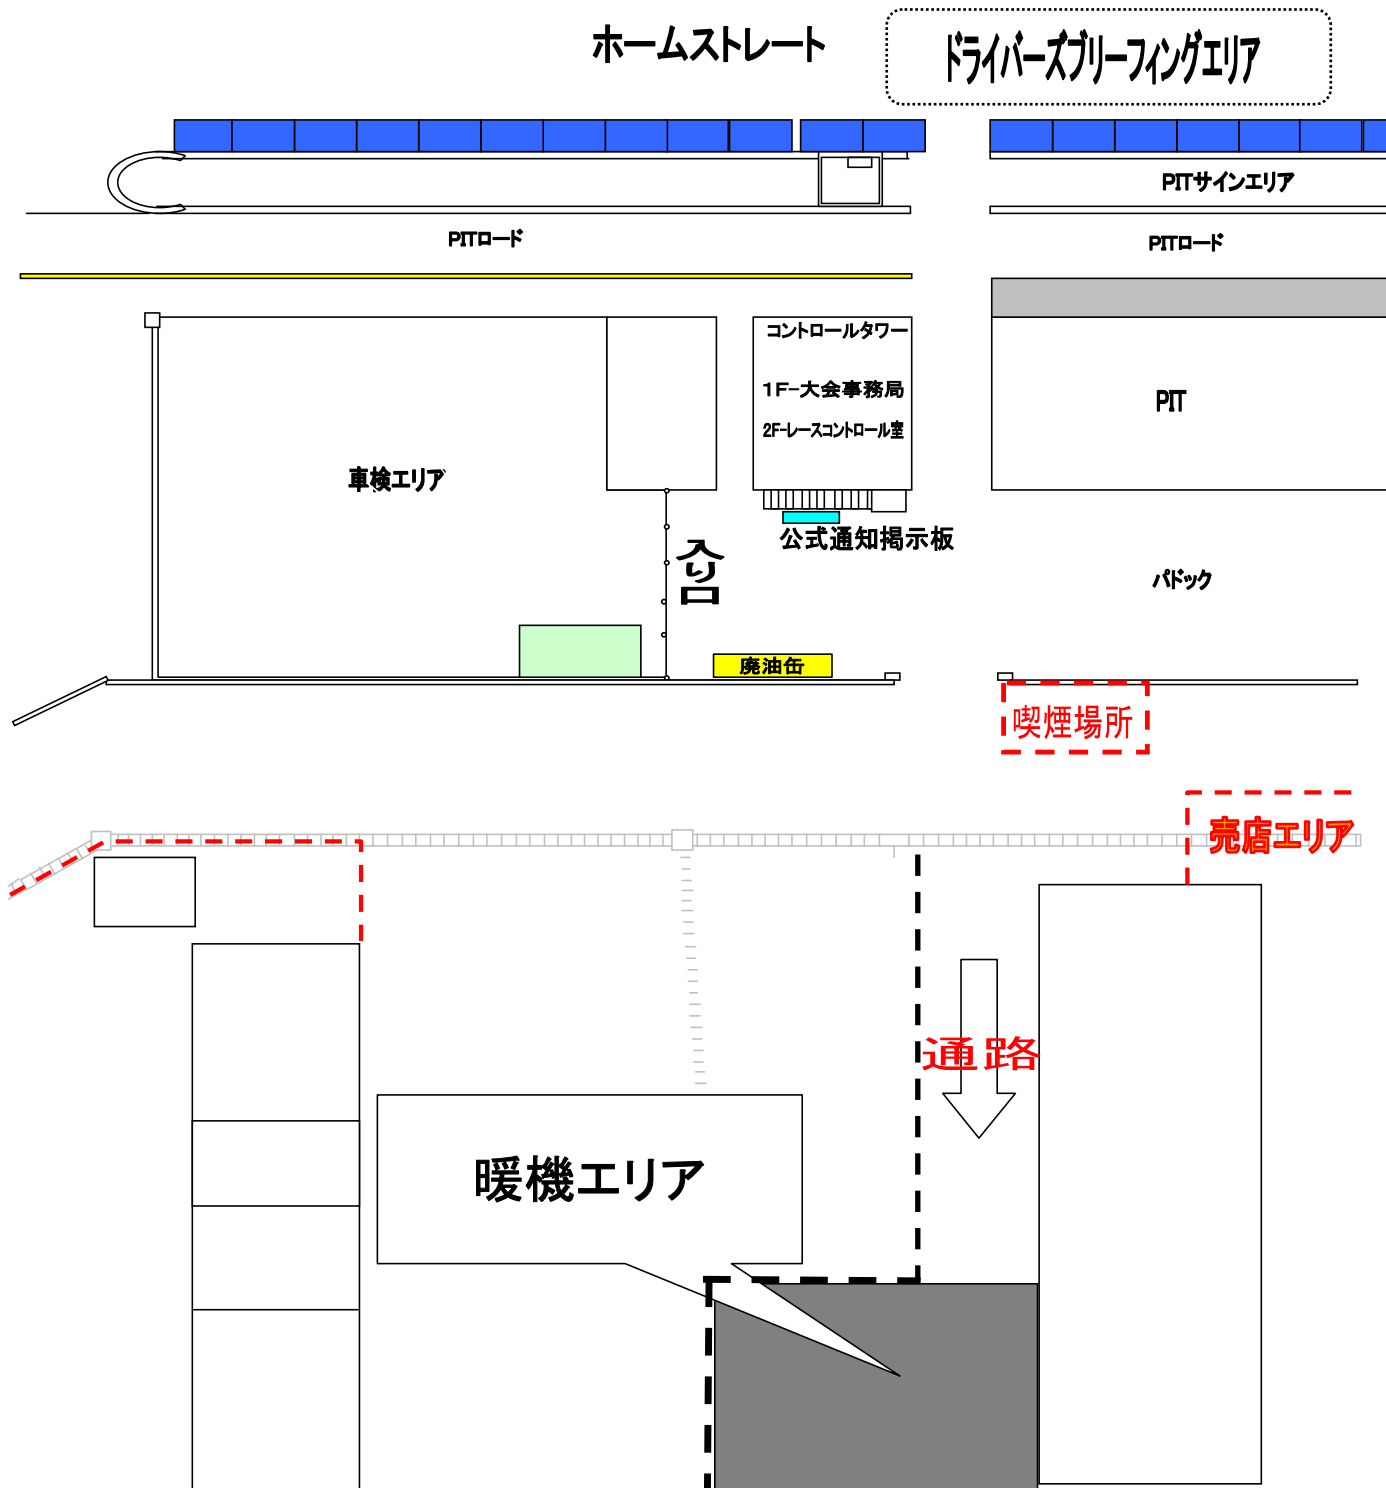 ホームストレート
ドライバーズブリーフィングエリア
PITサインエリア
PITロード
PITロード
コントロールタワー
1F-大会事務局
2F-レースコントロール室
PIT
車検エリア
公式通知掲示板
入り口
パドック
廃油缶
喫煙場所
売店エリア
通路
暖機エリア